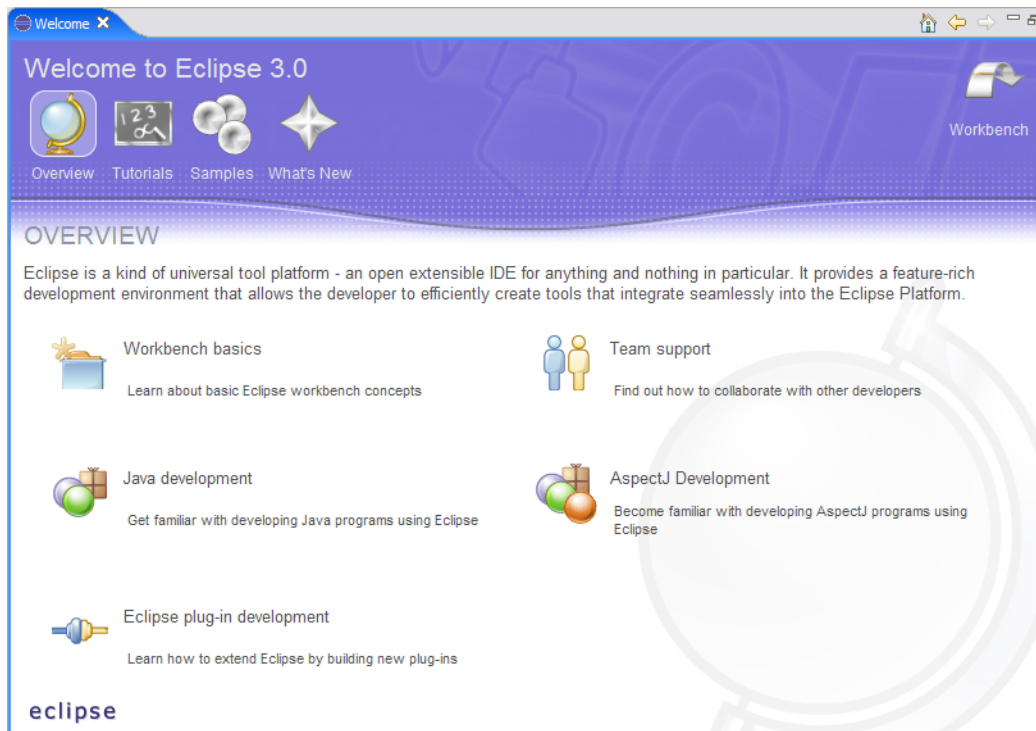 Welcome
Welcome to Eclipse 3.0
Workbench
Overview Tutorials Samples What's New
OVERVIEW
Eclipse is a kind of universal tool platform - an open extensible IDE for anything and nothing in particular. It provides a feature-rich
development environment that allows the developer to efficiently create tools that integrate seamlessly into the Eclipse Platform.
Workbench basics
Learn about basic Eclipse workbench concepts
Team support
Find out how to collaborate with other developers
Java development
Get familiar with developing Java programs using Eclipse
AspectJ Development
Become familiar with developing AspectJ programs using
Eclipse
Eclipse plug-in development
Learn how to extend Eclipse by building new plug-ins
eclipse